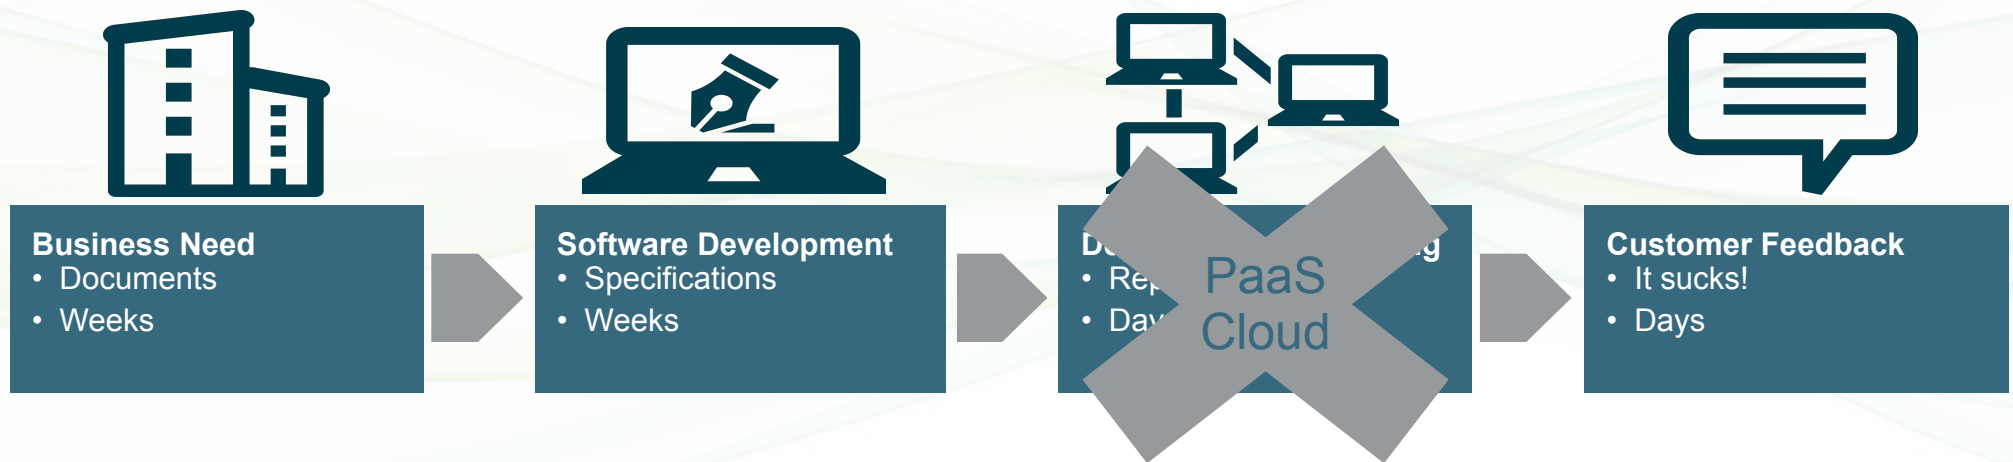 Business Need
• Documents
• Weeks
Software Development
• Specifications
• Weeks
PaaS
Cloud
Customer Feedback
• It sucks!
• Days